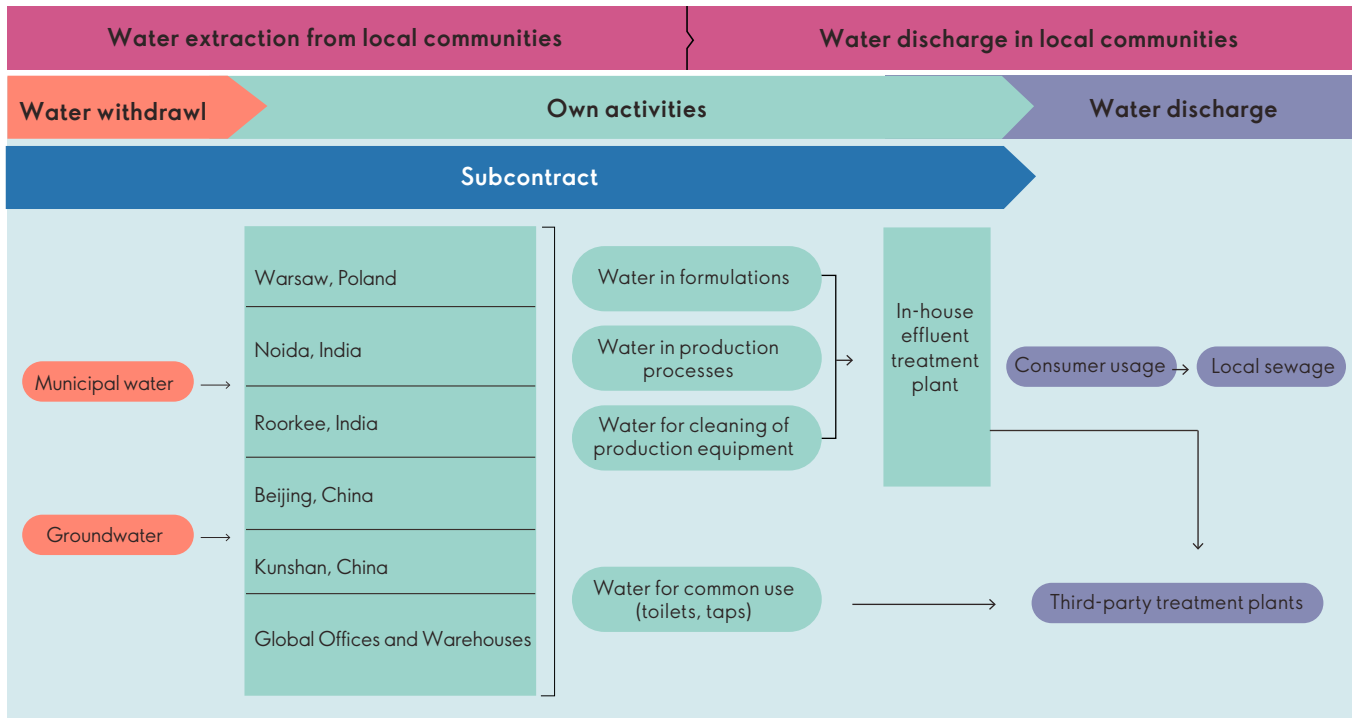 Water extraction from local communities
Water discharge in local communities
Water withdrawl
Own activities
Water discharge
Subcontract
Municipal water
Groundwater
Warsaw, Poland
Noida, India
Roorkee, India
Beijing, China
Kunshan, China
Global Offices and Warehouses
Water in formulations
Water in production
processes
Water for cleaning of
production equipment
Water for common use
(toilets, taps)
In-house
effluent
treatment
plant
Consumer usage
Local sewage
Third-party treatment plants